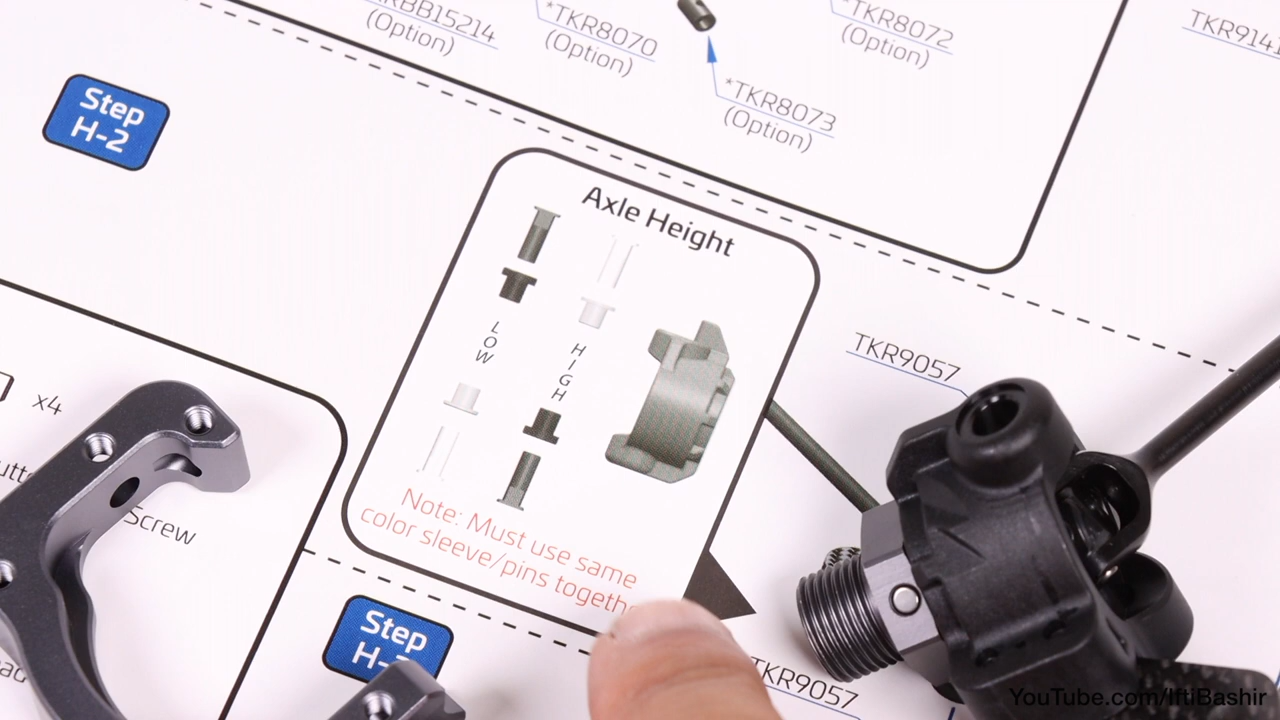 (Option)
*TKR8070
(Option)
*TKR8072
(Option)
*TKR8073
(Option)
Step
H-2
Axle Height
LOW
HIGH
Note: Must use same
color sleeve/pins
TKR9057
x4
Screw
Step
TKR9057
YouTube.com/IftiBashir